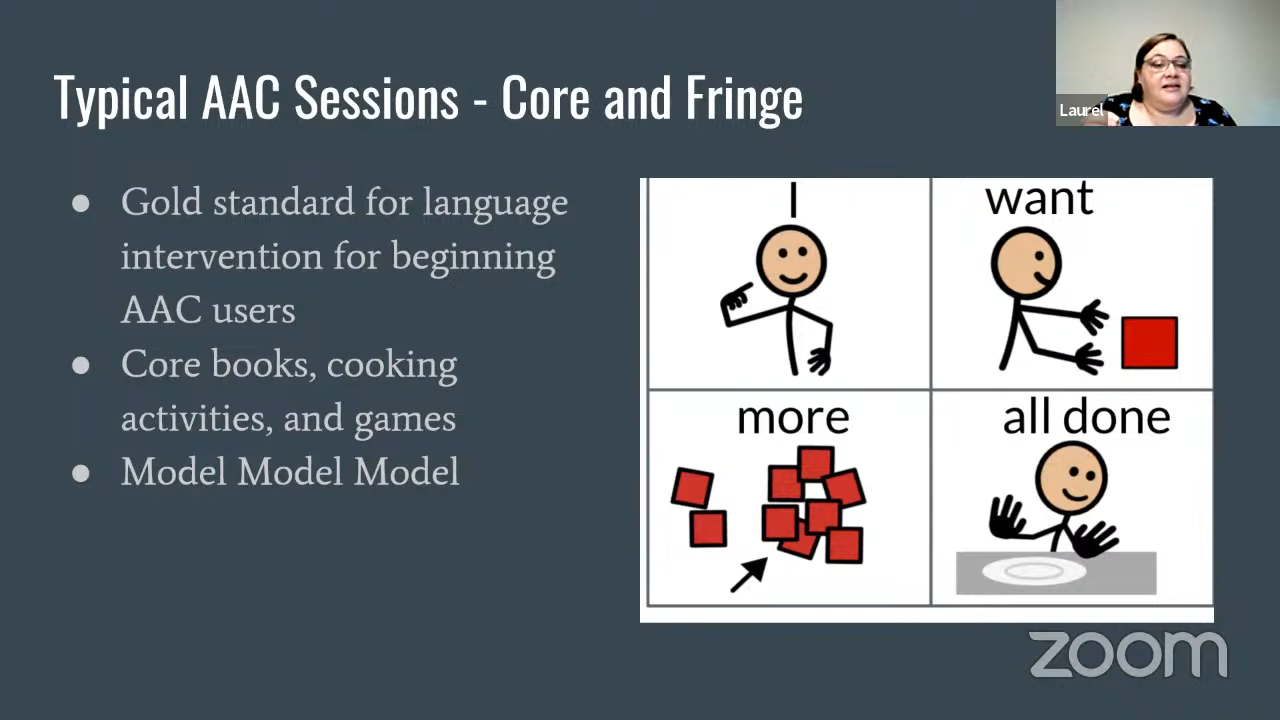 Typical AAC Sessions - Core and Fringe
Laurel
Gold standard for language
intervention for beginning
AAC users
Core books, cooking
activities, and games
Model Model Model
I
want
more
all done
zoom